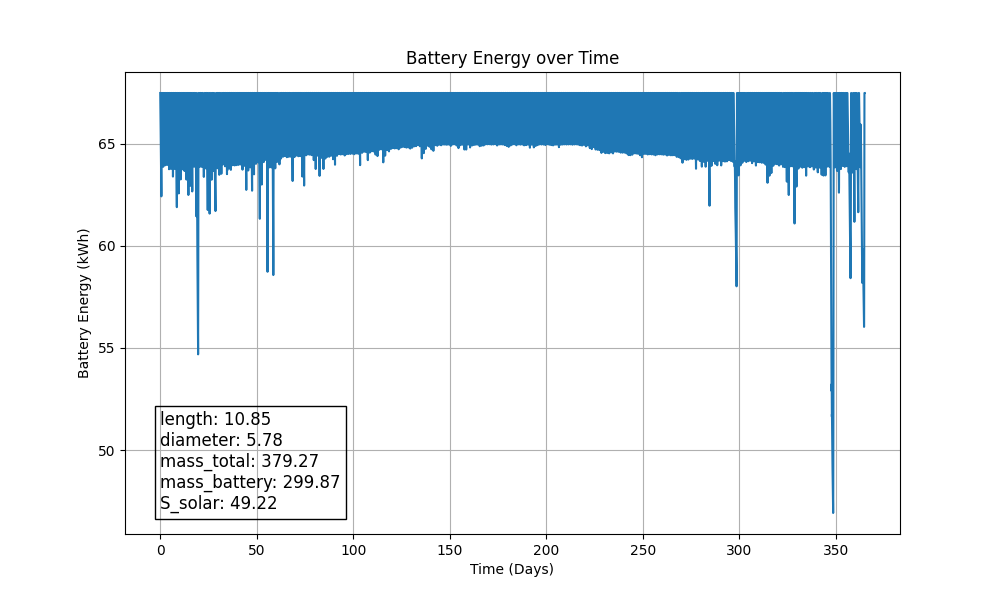 Battery Energy over Time
Battery Energy (kWh)
65
60
55
50
length: 10.85
diameter: 5.78
mass_total: 379.27
mass_battery: 299.87
S_solar: 49.22
0 50 100 150 200 250 300 350
Time (Days)